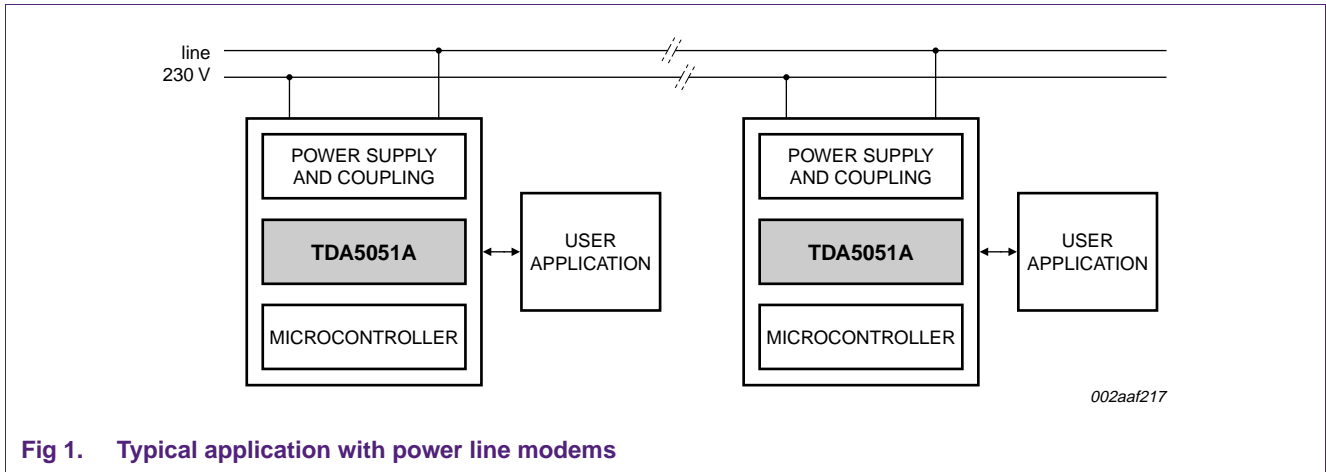 line
230 V
POWER SUPPLY
AND COUPLING
TDA5051A
MICROCONTROLLER
USER
APPLICATION
POWER SUPPLY
AND COUPLING
TDA5051A
MICROCONTROLLER
USER
APPLICATION
002aaf217
Fig 1. Typical application with power line modems